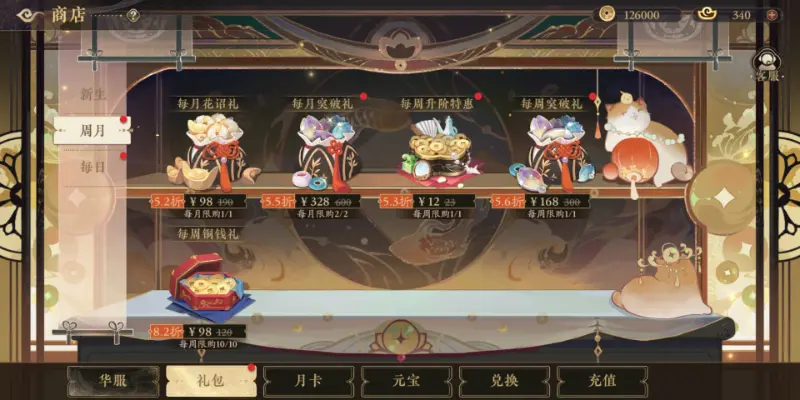 商店
126000
340
客服
新生
周月
每日
每月花诏礼
每月突破礼
每周升阶特惠
每周突破礼
5.2折 ¥98 190
每月限购1/1
5.5折 ¥328 600
每月限购2/2
5.3折 ¥12 23
每周限购1/1
5.6折 ¥168 300
每周限购1/1
每周铜钱礼
8.2折 ¥98 120
每周限购10/10
华服
礼包
月卡
元宝
兑换
充值